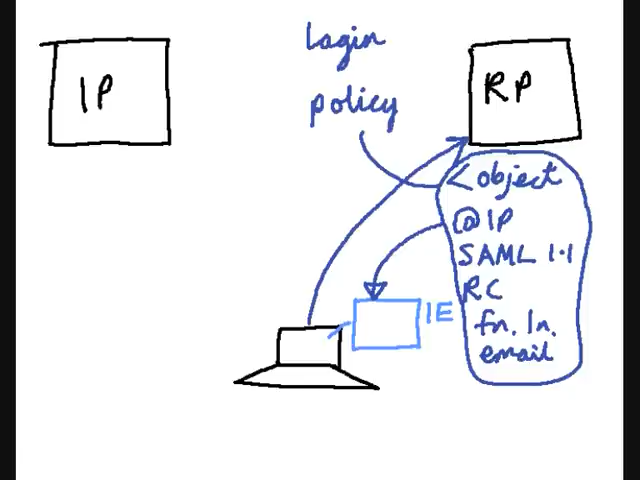 IP
login
policy
RP
<object
@IP
SAML 1.1
RC
fn. ln.
email
IE